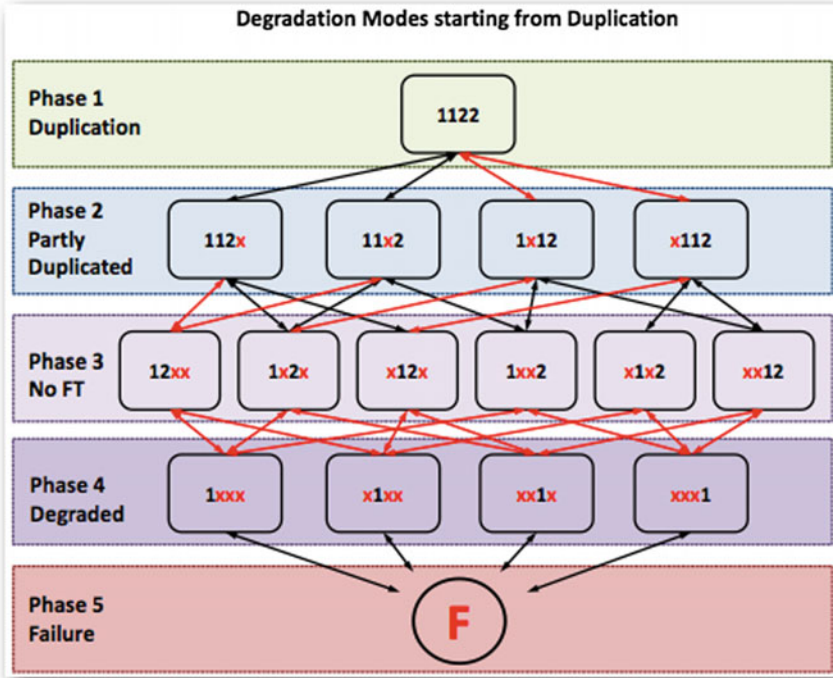 Degradation Modes starting from Duplication
Phase 1
Duplication
1122
Phase 2
Partly
Duplicated
112x
11x2
1x12
x112
Phase 3
No FT
12xx
1x2x
x12x
1xx2
x1x2
xx12
Phase 4
Degraded
1xxx
x1xx
xx1x
xxx1
Phase 5
Failure
F